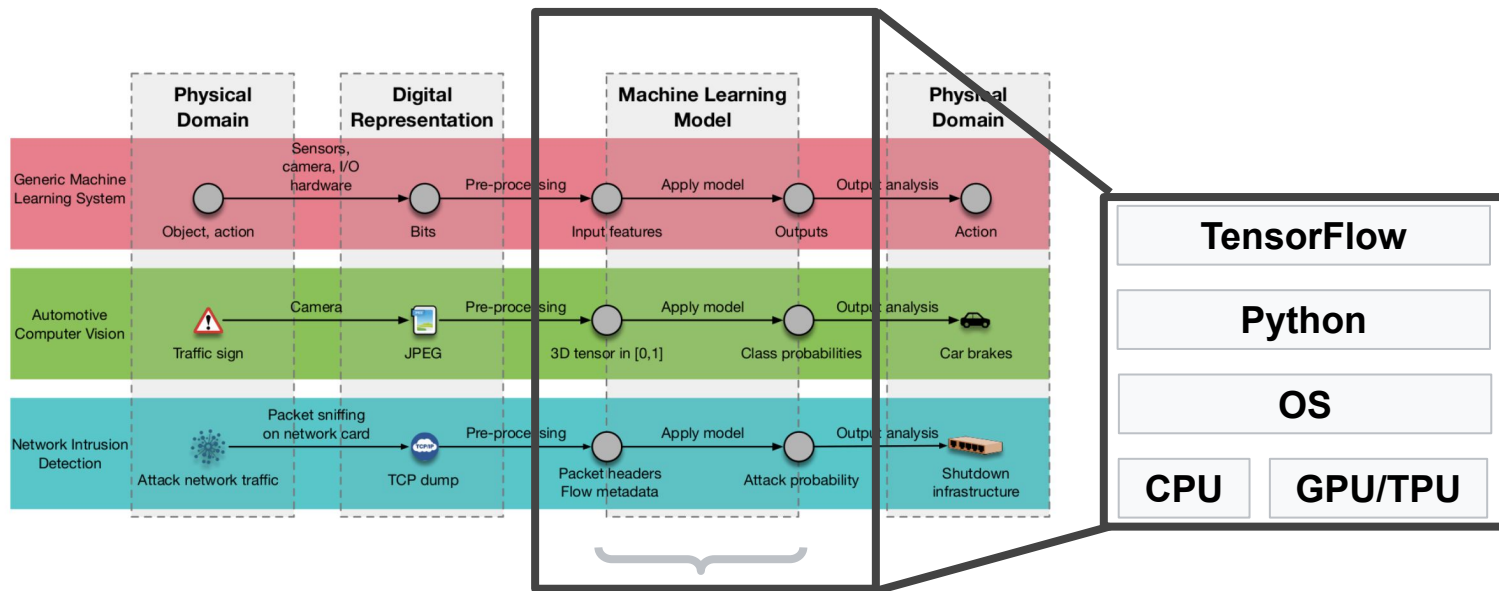 Physical
Domain
Digital
Representation
Machine Learning
Model
Physical
Domain
Generic Machine
Learning System
Sensors,
camera, I/O
hardware
Pre-processing
Apply model
Output analysis
Object, action
Bits
Input features
Outputs
Action
Automotive
Computer Vision
Camera
Pre-processing
Apply model
Output analysis
Traffic sign
JPEG
3D tensor in [0,1]
Class probabilities
Car brakes
Network Intrusion
Detection
Packet sniffing
on network card
Pre-processing
Apply model
Output analysis
TCP/IP
Attack network traffic
TCP dump
Packet headers
Flow metadata
Attack probability
Shutdown
infrastructure
TensorFlow
Python
OS
CPU
GPU/TPU